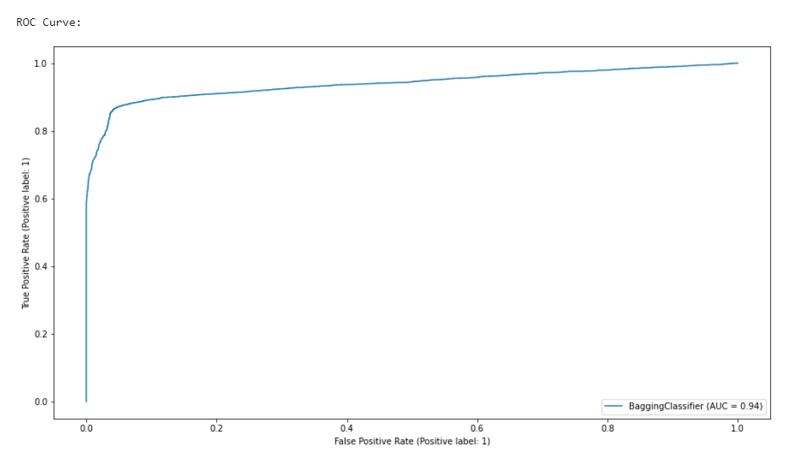 ROC Curve:
1.0
0.8
0.6
0.4
0.2
0.0
True Positive Rate (Positive label: 1)
BaggingClassifier (AUC = 0.94)
0.0 0.2 0.4 0.6 0.8 1.0
False Positive Rate (Positive label: 1)